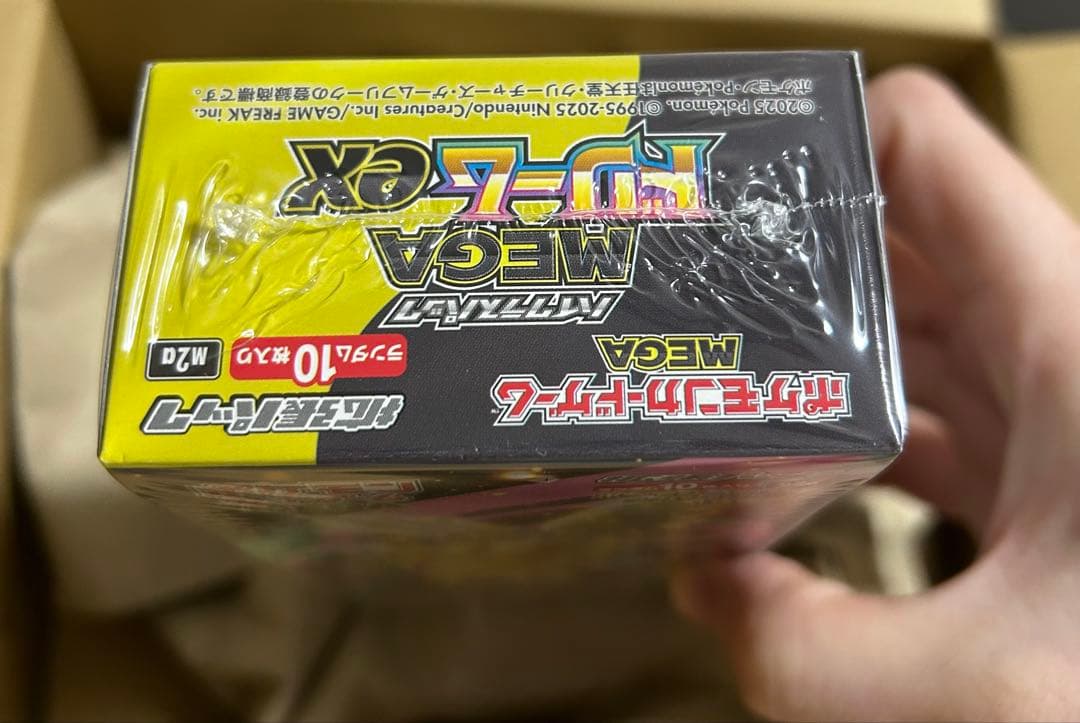 ポケモンカードゲーム™
MEGA
拡張パック
ランダム10枚入り
M2a
ハイクラスパック
MEGA
ドリームex
©2025 Pokémon. ©1995-2025 Nintendo/Creatures Inc./GAME FREAK inc.
ポケモン・Pokémonは任天堂・クリーチャーズ・ゲームフリークの登録商標です。